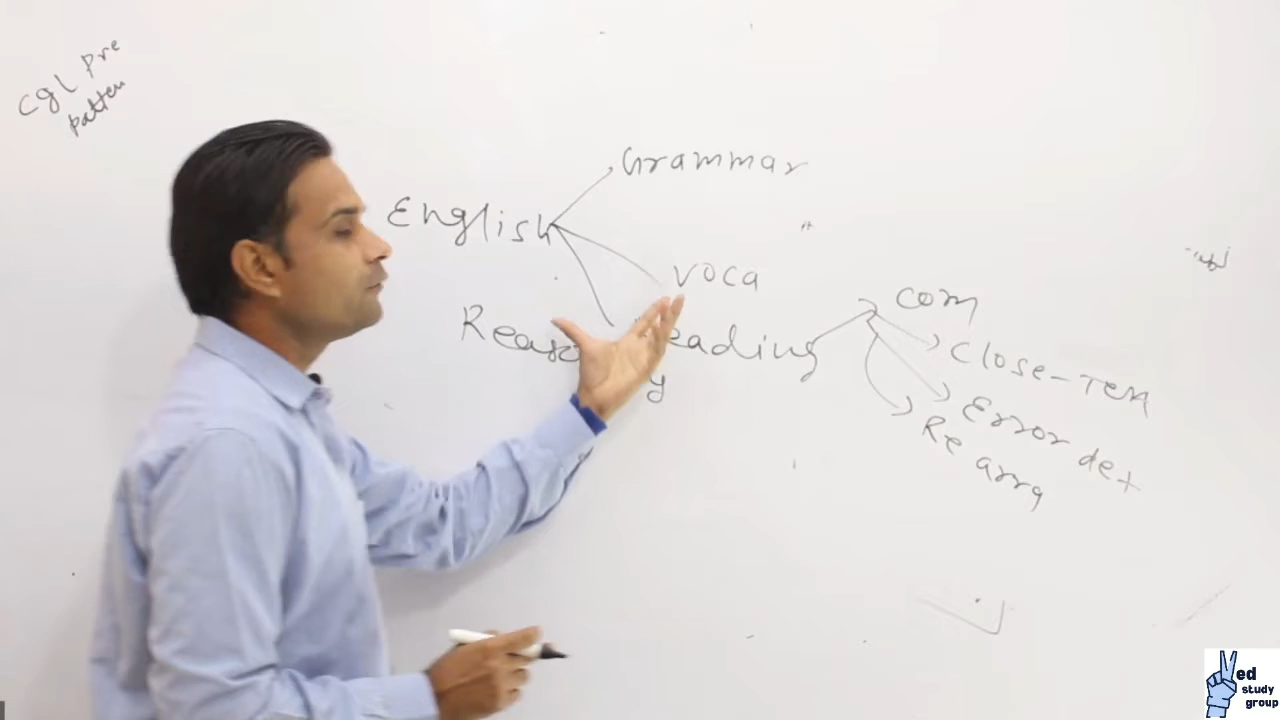 cgl pre
patten
English
Grammar
voca
Reading
com
Close-Test
Error det
Re arrg
ed
study
group